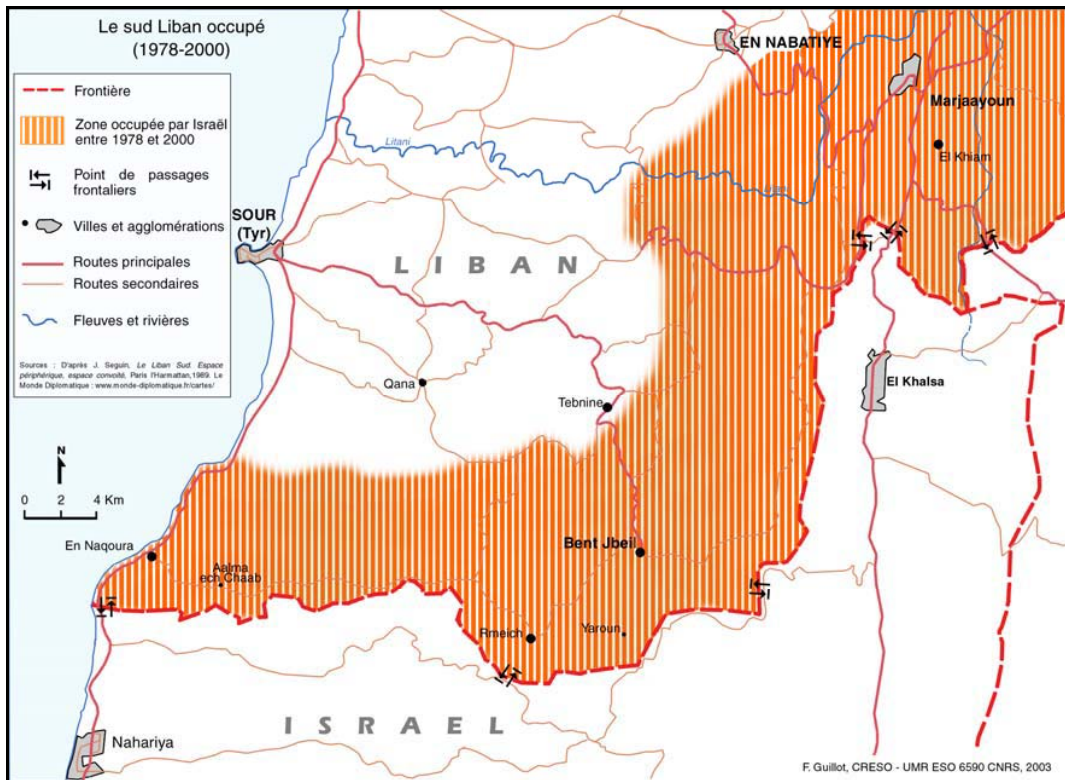 Le sud Liban occupé
(1978-2000)
Frontière
Zone occupée par Israël
entre 1978 et 2000
Point de passages
frontaliers
Villes et agglomérations
Routes principales
Routes secondaires
Fleuves et rivières
Sources : D'après J. Seguin, Le Liban Sud. Espace
périphérique, espace convoité, Paris l'Harmattan,1989. Le
Monde Diplomatique : www.monde-diplomatique.fr/cartes/
N
0 2 4 Km
EN NABATIYE
Marjaayoun
El Khiam
Litani
Litani
SOUR
(Tyr)
LIBAN
Qana
Tebnine
El Khalsa
En Naqoura
Aalma
ech Chaab
Bent Jbeil
Rmeich
Yaroun
ISRAEL
Nahariya
F. Guillot, CRESO - UMR ESO 6590 CNRS, 2003